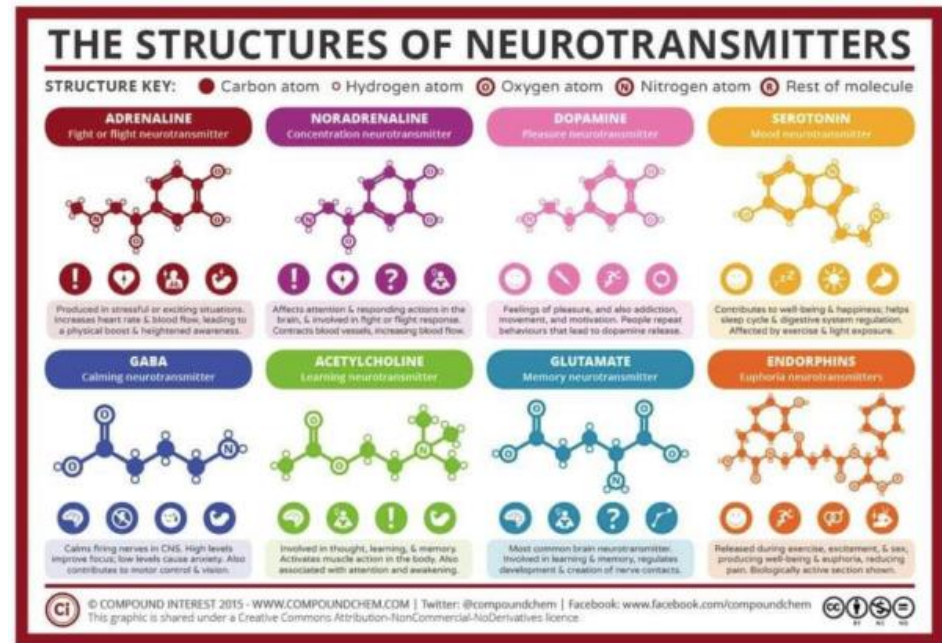 THE STRUCTURES OF NEUROTRANSMITTERS
STRUCTURE KEY: Carbon atom Hydrogen atom O Oxygen atom N Nitrogen atom R Rest of molecule
ADRENALINE
Fight or flight neurotransmitter
Produced in stressful or exciting situations.
Increases heart rate & blood flow, leading to
a physical boost & heightened awareness.
NORADRENALINE
Concentration neurotransmitter
Affects attention & responding actions in the
brain, & involved in fight or flight response.
Contracts blood vessels, increasing blood flow.
DOPAMINE
Pleasure neurotransmitter
Feelings of pleasure, and also addiction,
movement, and motivation. People repeat
behaviours that lead to dopamine release.
SEROTONIN
Mood neurotransmitter
Contributes to well-being & happiness; helps
sleep cycle & digestive system regulation.
Affected by exercise & light exposure.
GABA
Calming neurotransmitter
Calms firing nerves in CNS. High levels
improve focus; low levels cause anxiety. Also
contributes to motor control & vision.
ACETYLCHOLINE
Learning neurotransmitter
Involved in thought, learning, & memory.
Activates muscle action in the body. Also
associated with attention and awakening.
GLUTAMATE
Memory neurotransmitter
Most common brain neurotransmitter.
Involved in learning & memory, regulates
development & creation of nerve contacts.
ENDORPHINS
Euphoria neurotransmitters
Released during exercise, excitement, & sex,
producing well-being & euphoria, reducing
pain. Biologically active section shown.
Ci
© COMPOUND INTEREST 2015 - WWW.COMPOUNDCHEM.COM | Twitter: @compoundchem | Facebook: www.facebook.com/compoundchem
This graphic is shared under a Creative Commons Attribution-NonCommercial-NoDerivatives licence.
CC BY NC ND